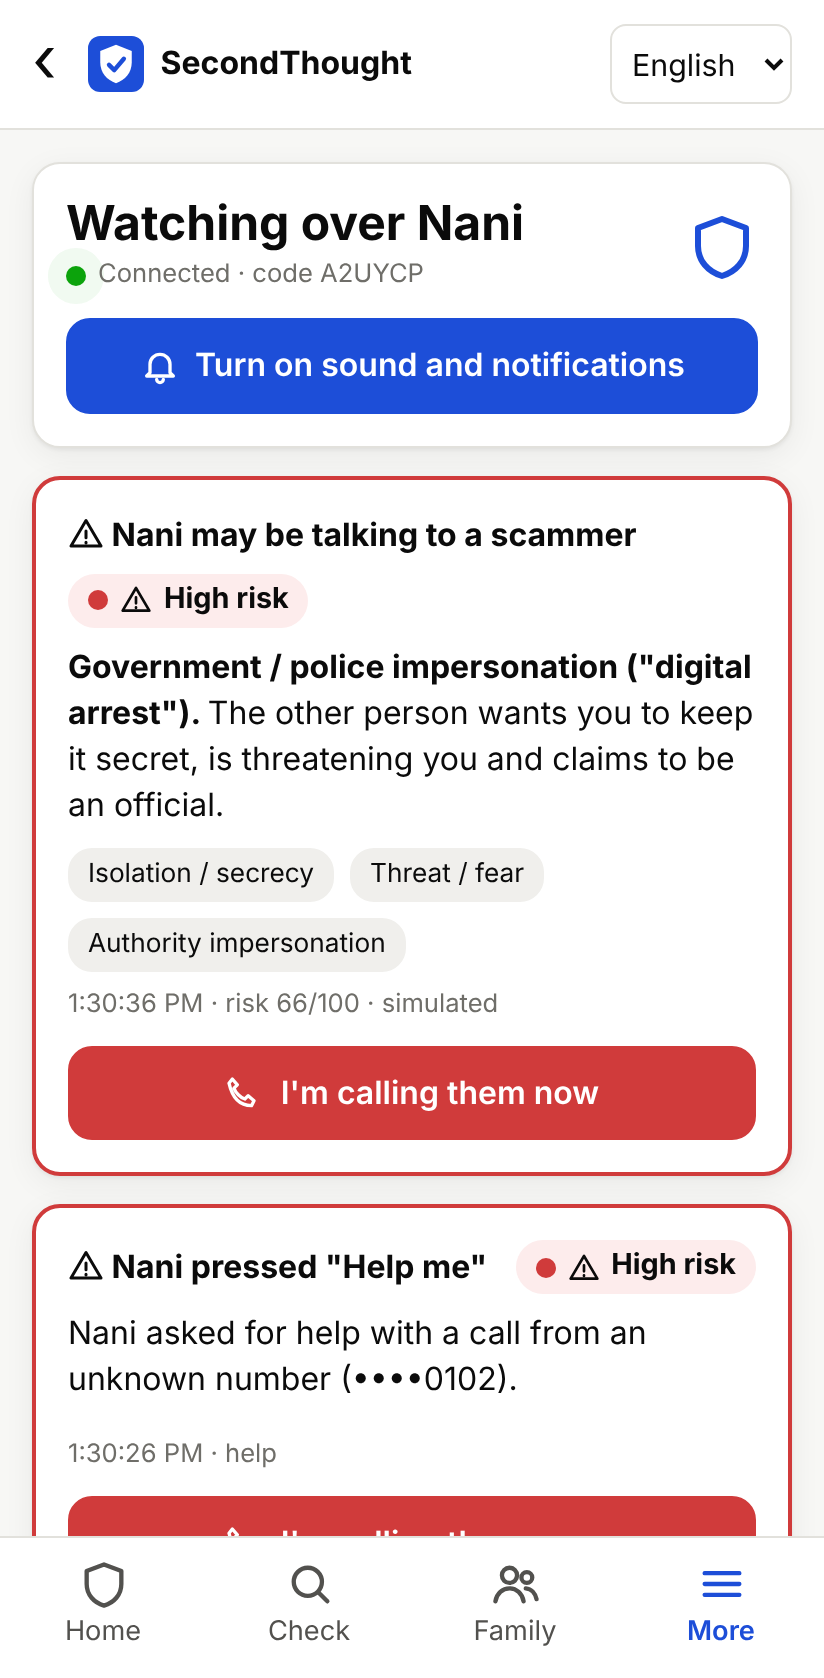 SecondThought
English
Watching over Nani
Connected · code A2UYCP
Turn on sound and notifications
Nani may be talking to a scammer
High risk
Government / police impersonation ("digital
arrest"). The other person wants you to keep
it secret, is threatening you and claims to be
an official.
Isolation / secrecy
Threat / fear
Authority impersonation
1:30:36 PM · risk 66/100 · simulated
I'm calling them now
Nani pressed "Help me"
High risk
Nani asked for help with a call from an
unknown number (••••0102).
1:30:26 PM · help
Home
Check
Family
More